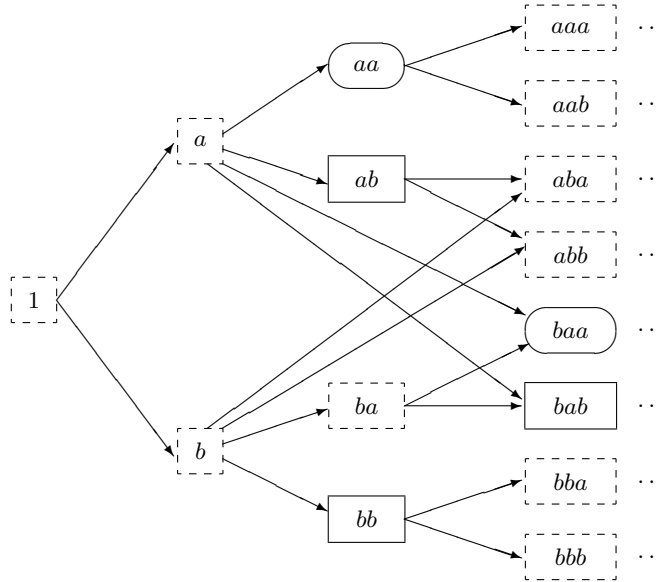 aaa ··
aa
aab ··
a
ab
aba ··
abb ··
1
baa ··
ba
bab ··
b
bba ··
bb
bbb ··